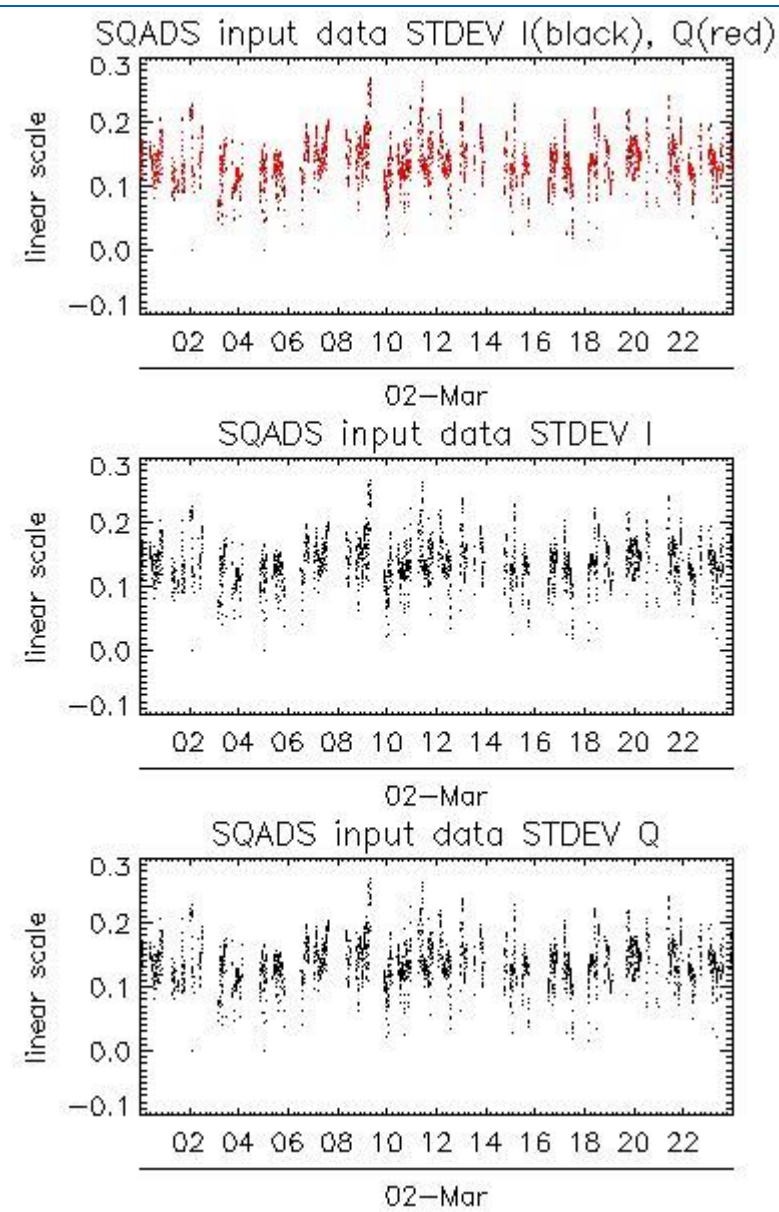 SQADS input data STDEV I(black), Q(red)
0.3
0.2
0.1
0.0
−0.1
linear scale
02 04 06 08 10 12 14 16 18 20 22
02−Mar
SQADS input data STDEV I
0.3
0.2
0.1
0.0
−0.1
linear scale
02 04 06 08 10 12 14 16 18 20 22
02−Mar
SQADS input data STDEV Q
0.3
0.2
0.1
0.0
−0.1
linear scale
02 04 06 08 10 12 14 16 18 20 22
02−Mar